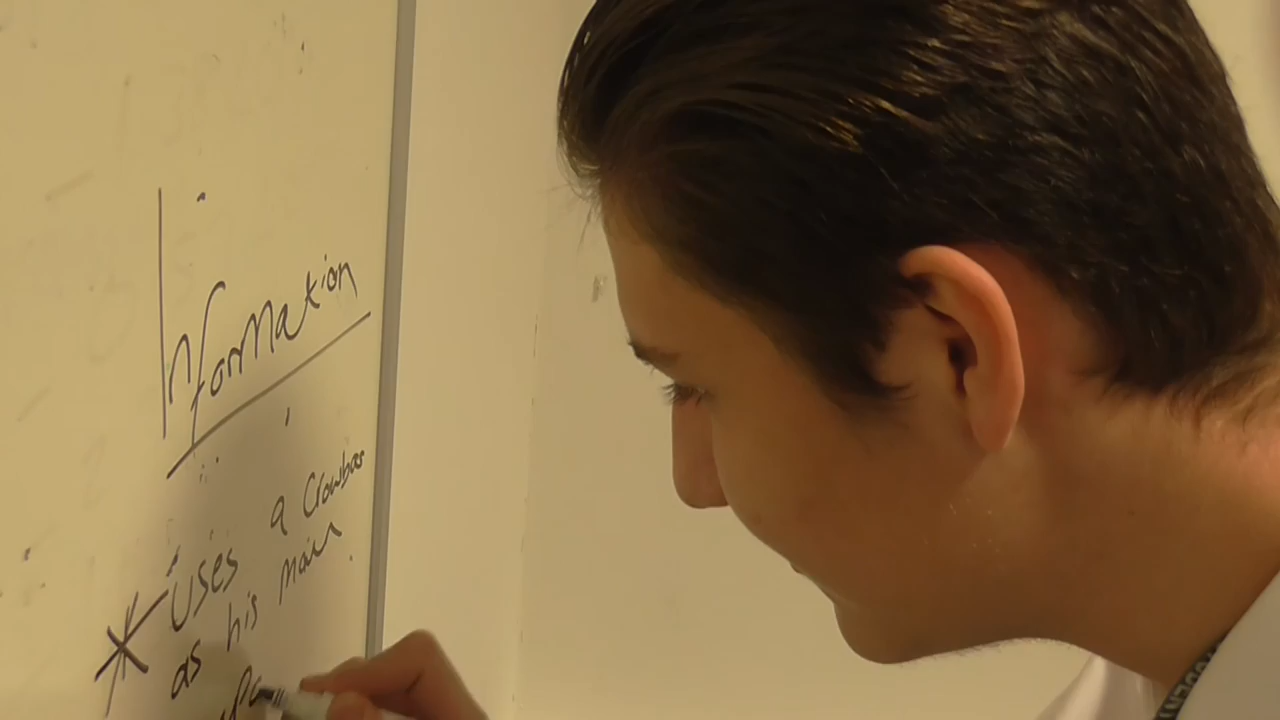 Information
* Uses a Crowbar
as his main